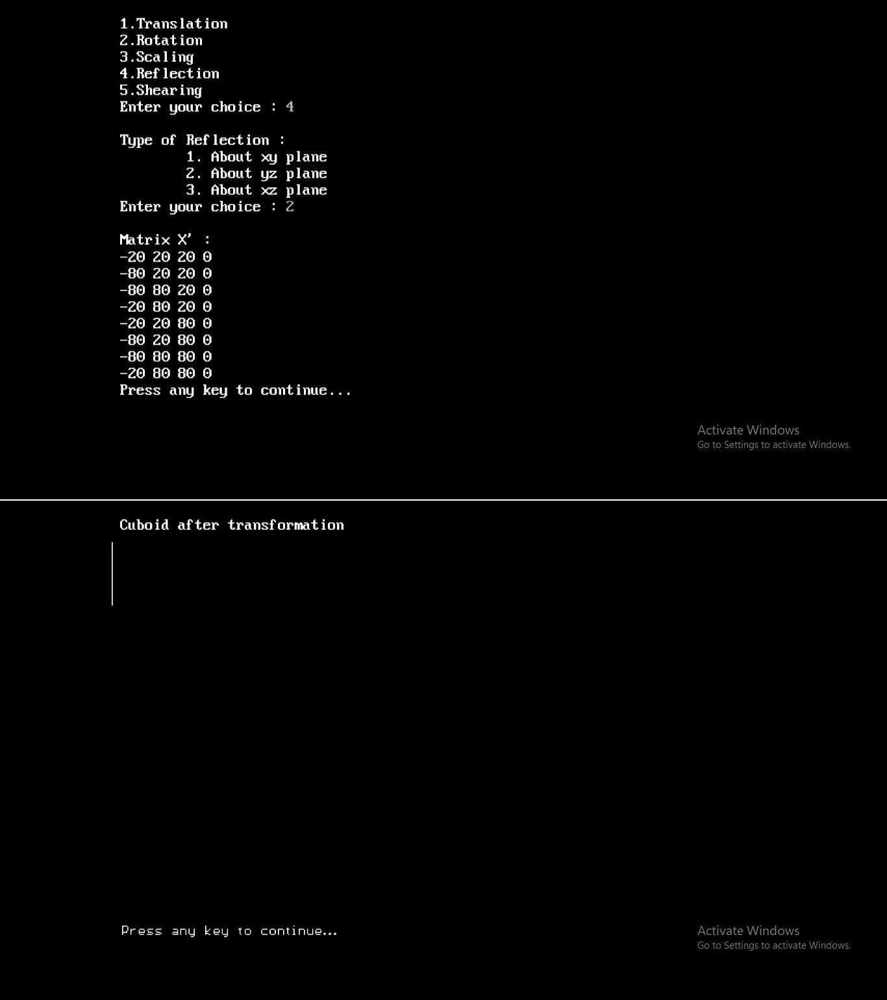 1.Translation
2.Rotation
3.Scaling
4.Reflection
5.Shearing
Enter your choice : 4
Type of Reflection :
1. About xy plane
2. About yz plane
3. About xz plane
Enter your choice : 2
Matrix X' :
-20 20 20 0
-80 20 20 0
-80 80 20 0
-20 80 20 0
-20 20 80 0
-80 20 80 0
-80 80 80 0
-20 80 80 0
Press any key to continue...
Activate Windows
Go to Settings to activate Windows.
Cuboid after transformation
Press any key to continue...
Activate Windows
Go to Settings to activate Windows.